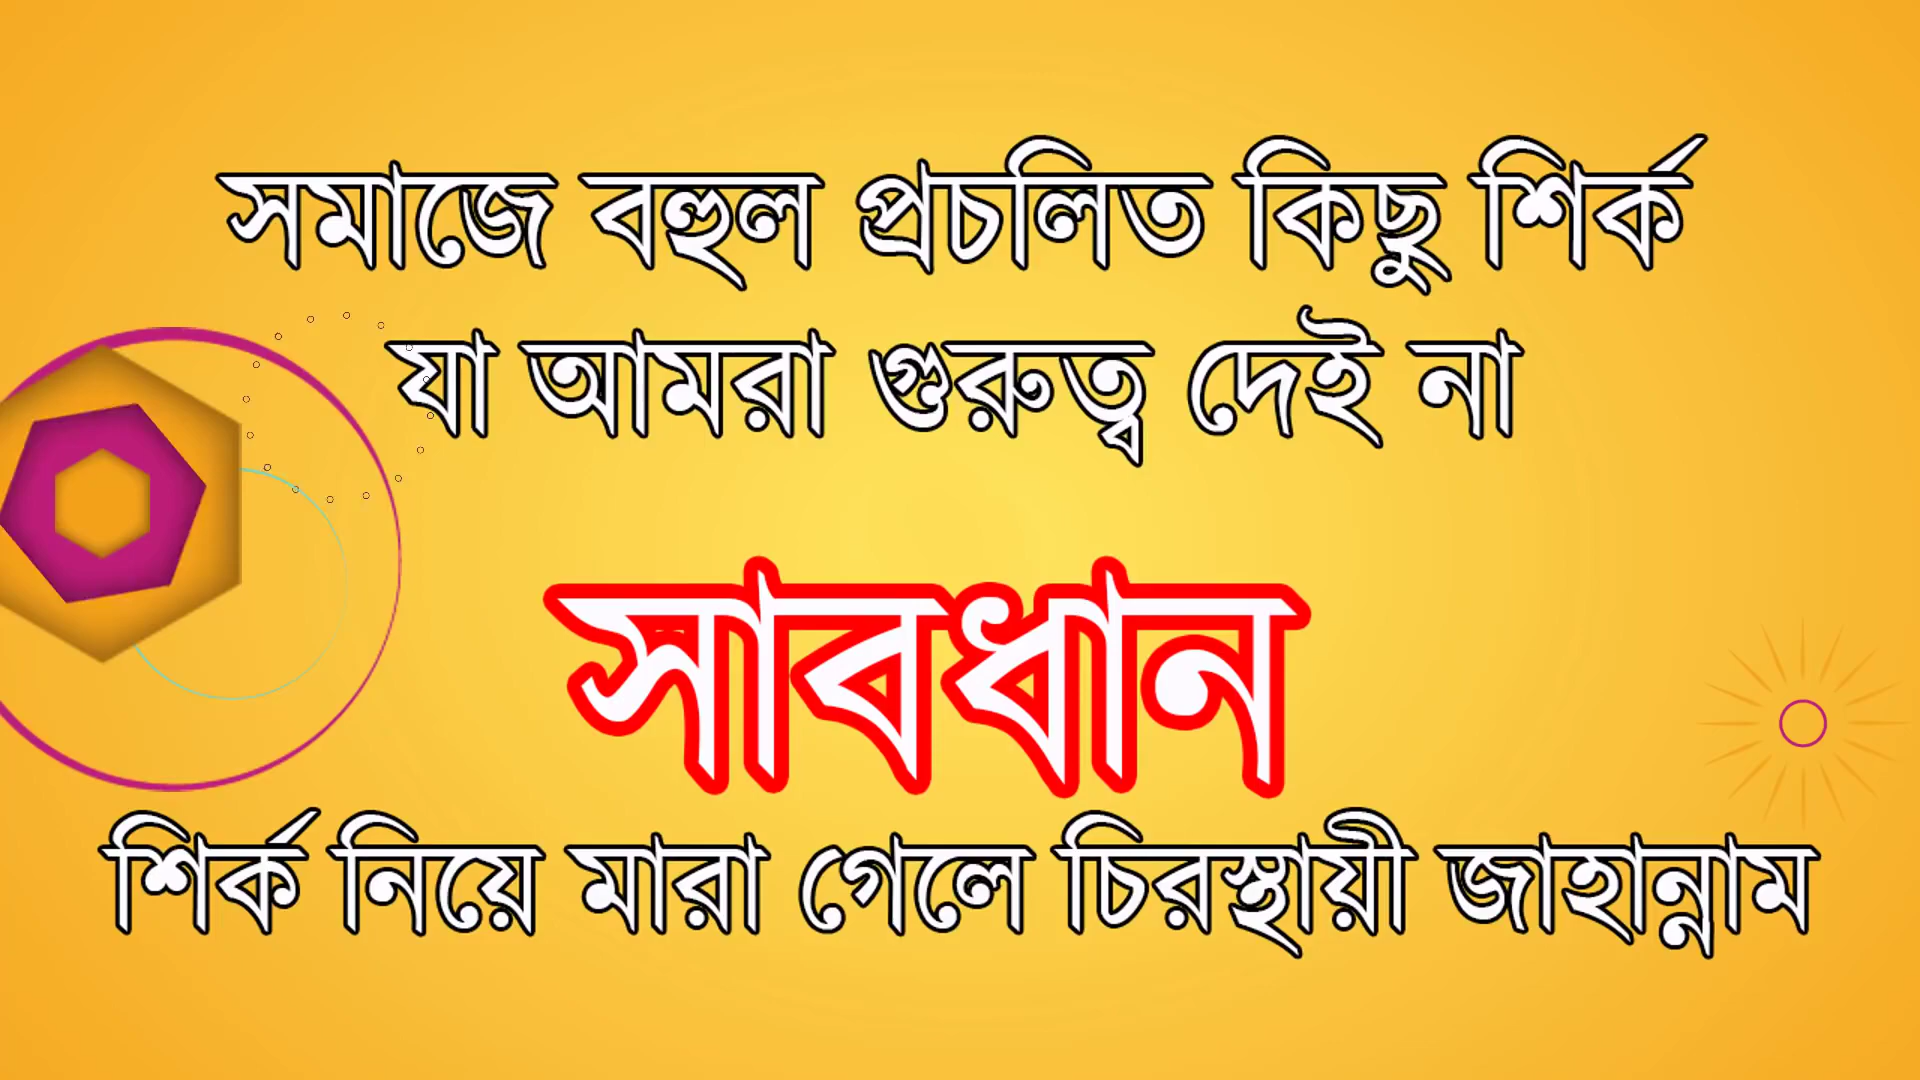 সমাজে বহুল প্রচলিত কিছু শির্ক
যা আমরা গুরুত্ব দেই না
সাবধান
শির্ক নিয়ে মারা গেলে চিরস্থায়ী জাহান্নাম